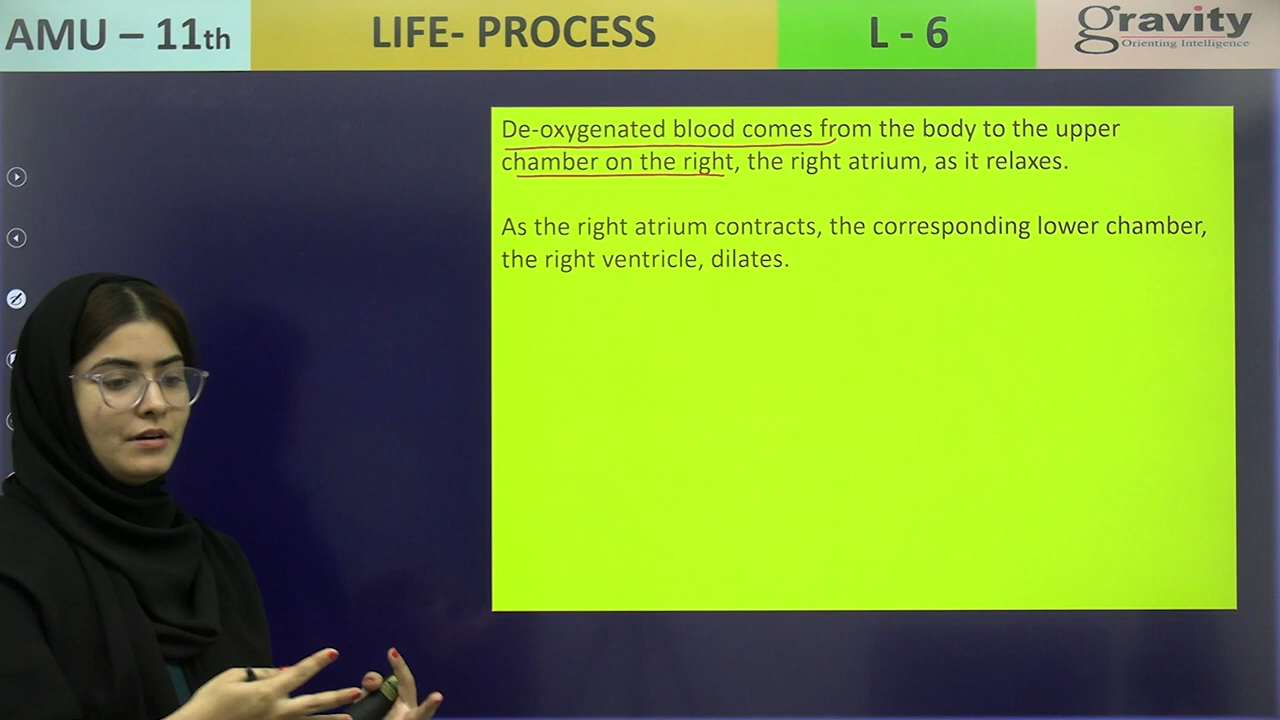 AMU – 11th
LIFE- PROCESS
L - 6
gravity
Orienting Intelligence
De-oxygenated blood comes from the body to the upper
chamber on the right, the right atrium, as it relaxes.
As the right atrium contracts, the corresponding lower chamber,
the right ventricle, dilates.